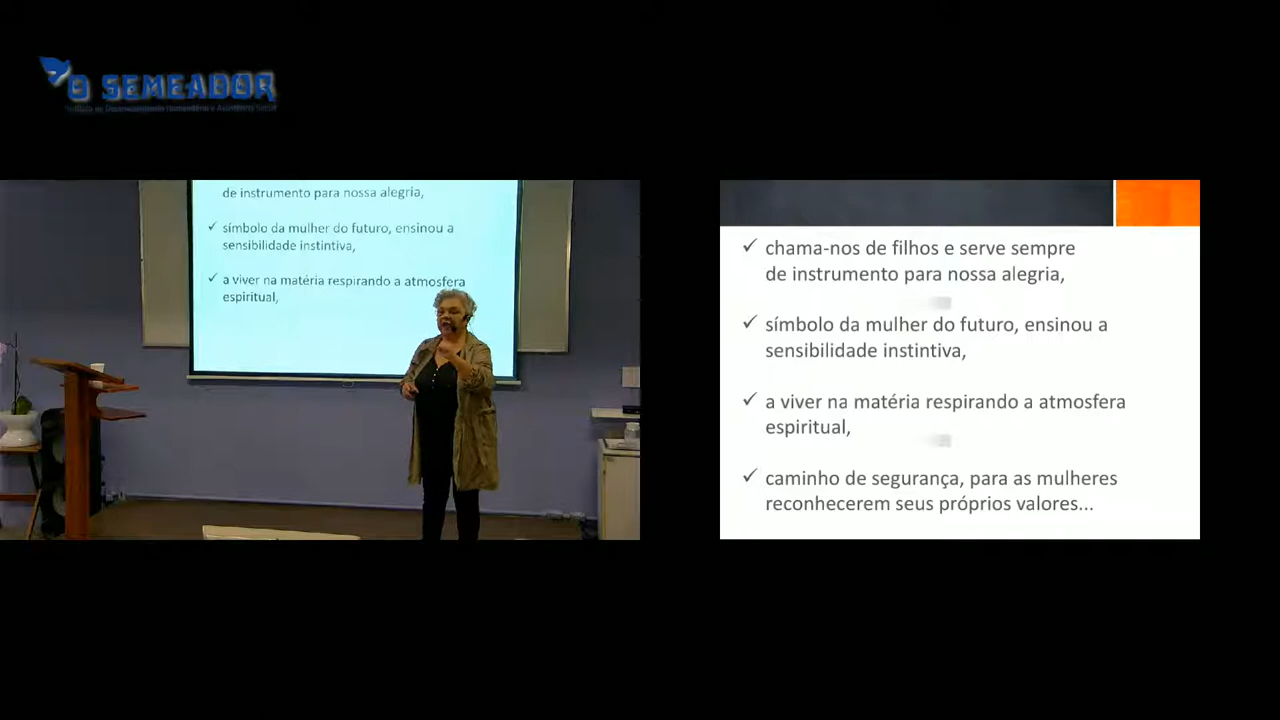 O SEMEADOR
de instrumento para nossa alegria,
✓ símbolo da mulher do futuro, ensinou a
sensibilidade instintiva,
✓ a viver na matéria respirando a atmosfera
espiritual,
✓ chama-nos de filhos e serve sempre
de instrumento para nossa alegria,
✓ símbolo da mulher do futuro, ensinou a
sensibilidade instintiva,
✓ a viver na matéria respirando a atmosfera
espiritual,
✓ caminho de segurança, para as mulheres
reconhecerem seus próprios valores...